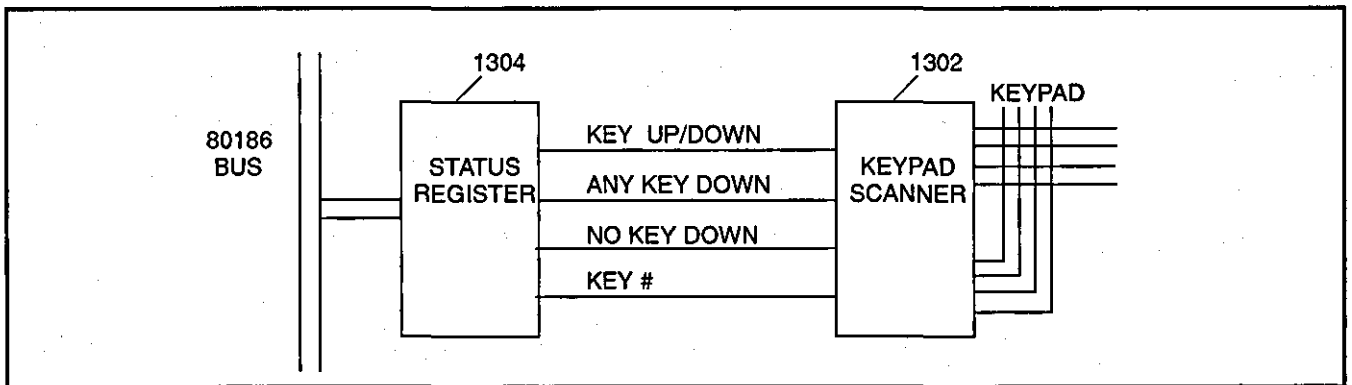 1304
1302
KEYPAD
80186
BUS
STATUS
REGISTER
KEY UP/DOWN
ANY KEY DOWN
NO KEY DOWN
KEY #
KEYPAD
SCANNER